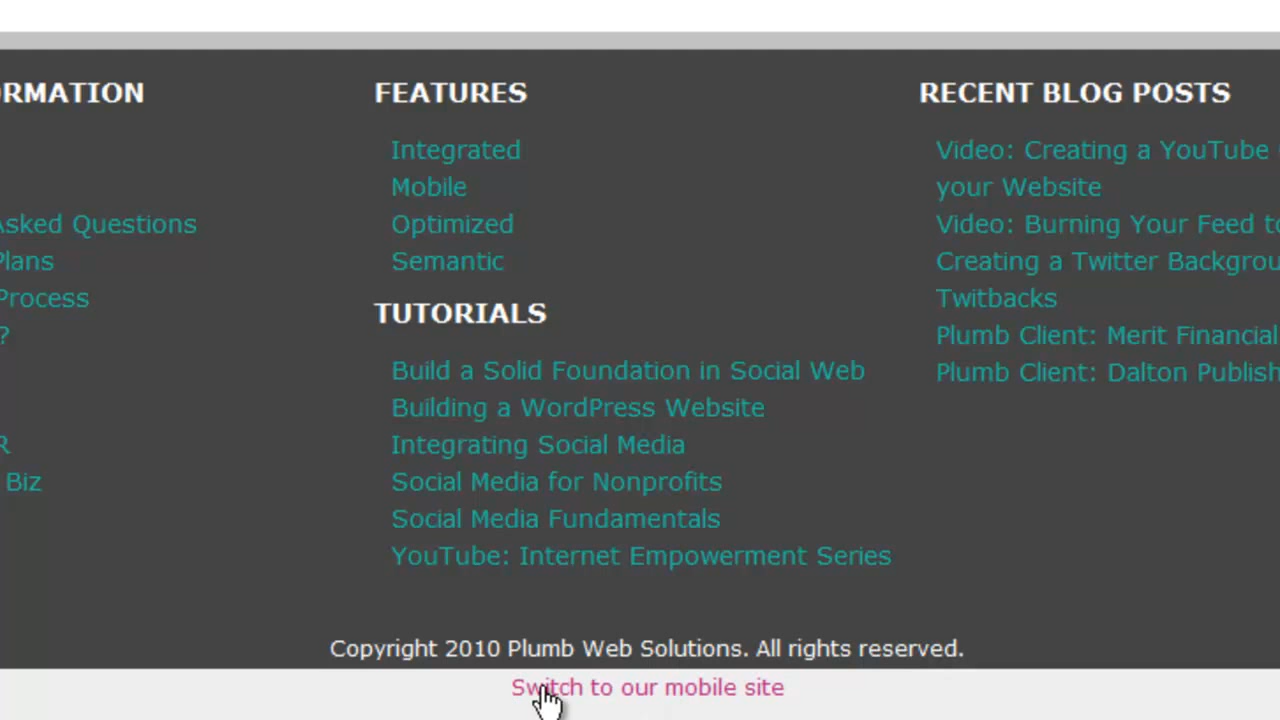 RMATION
Asked Questions
Plans
Process
?
R
Biz
FEATURES
Integrated
Mobile
Optimized
Semantic
TUTORIALS
Build a Solid Foundation in Social Web
Building a WordPress Website
Integrating Social Media
Social Media for Nonprofits
Social Media Fundamentals
YouTube: Internet Empowerment Series
RECENT BLOG POSTS
Video: Creating a YouTube
your Website
Video: Burning Your Feed to
Creating a Twitter Backgrou
Twitbacks
Plumb Client: Merit Financial
Plumb Client: Dalton Publish
Copyright 2010 Plumb Web Solutions. All rights reserved.
Switch to our mobile site